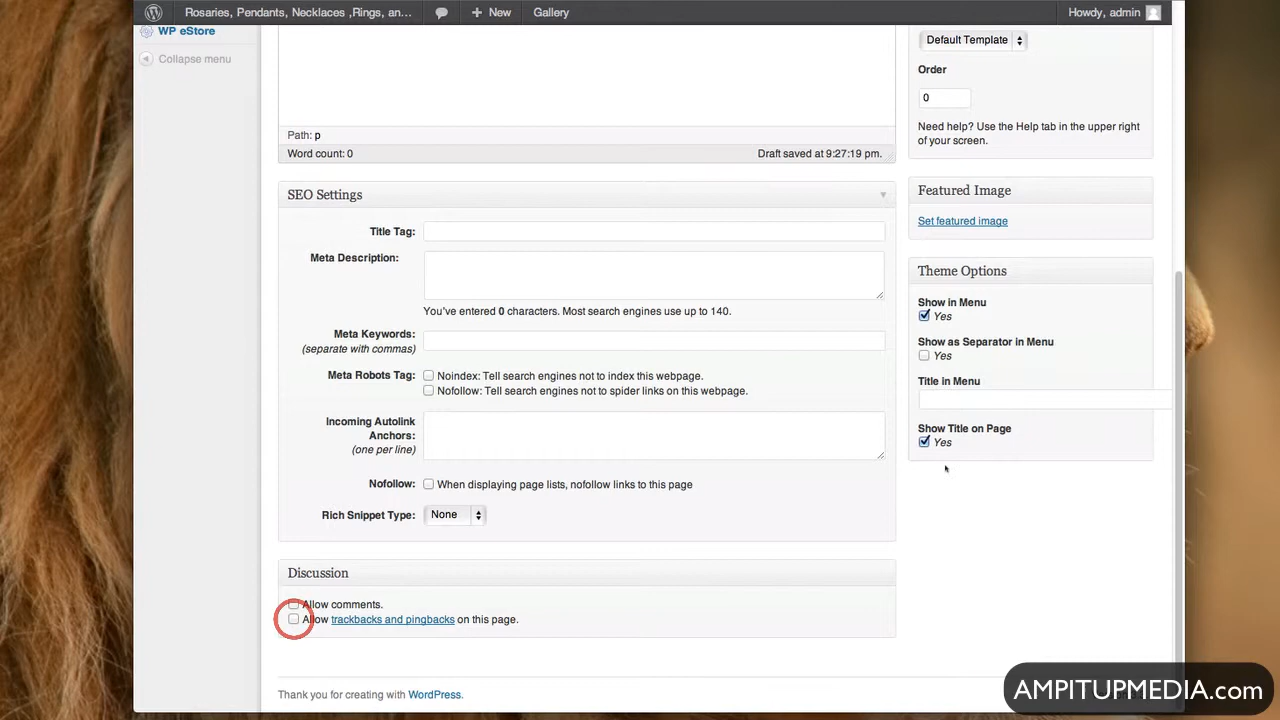 Rosaries, Pendants, Necklaces ,Rings, an...
New
Gallery
Howdy, admin
WP eStore
Collapse menu
Path: p
Word count: 0
Draft saved at 9:27:19 pm.
SEO Settings
Title Tag:
Meta Description:
You've entered 0 characters. Most search engines use up to 140.
Meta Keywords:
(separate with commas)
Meta Robots Tag:
Noindex: Tell search engines not to index this webpage.
Nofollow: Tell search engines not to spider links on this webpage.
Incoming Autolink
Anchors:
(one per line)
Nofollow:
When displaying page lists, nofollow links to this page
Rich Snippet Type:
None
Discussion
Allow comments.
Allow trackbacks and pingbacks on this page.
Thank you for creating with WordPress.
Default Template
Order
0
Need help? Use the Help tab in the upper right
of your screen.
Featured Image
Set featured image
Theme Options
Show in Menu
Yes
Show as Separator in Menu
Yes
Title in Menu
Show Title on Page
Yes
AMPITUPMEDIA.com